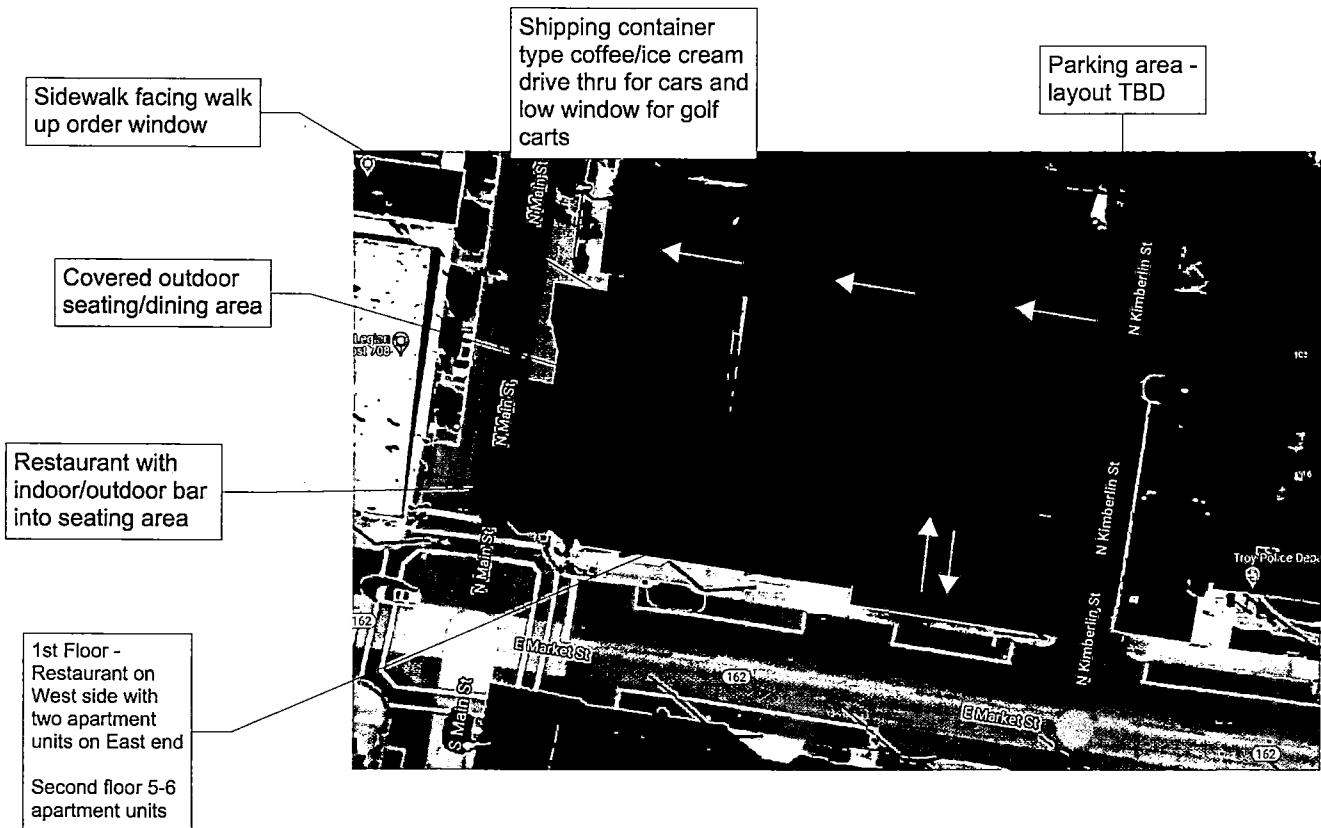 Shipping container
type coffee/ice cream
drive thru for cars and
low window for golf
carts
Parking area -
layout TBD
Sidewalk facing walk
up order window
Covered outdoor
seating/dining area
Restaurant with
indoor/outdoor bar
into seating area
1st Floor -
Restaurant on
West side with
two apartment
units on East end
Second floor 5-6
apartment units
N Main St
N Main St
N Main St
N Main St
S Main St
Legion
N Kimberlin St
N Kimberlin St
N Kimberlin St
Troy Police Depa
E Market St
E Market St
162
162
162